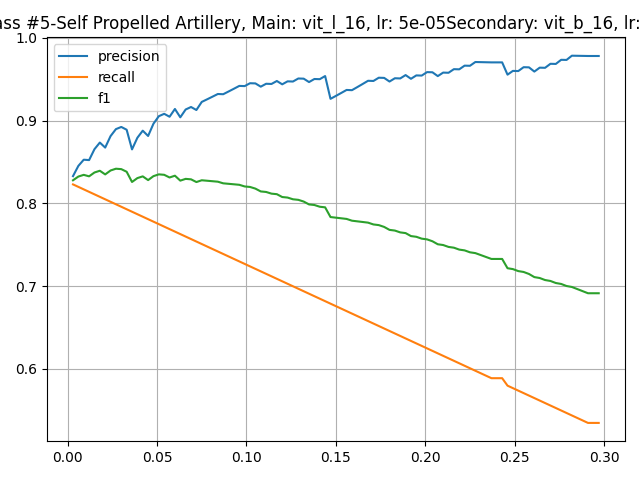 ass #5-Self Propelled Artillery, Main: vit_l_16, lr: 5e-05Secondary: vit_b_16, lr:
1.0
0.9
0.8
0.7
0.6
precision
recall
f1
0.00 0.05 0.10 0.15 0.20 0.25 0.30